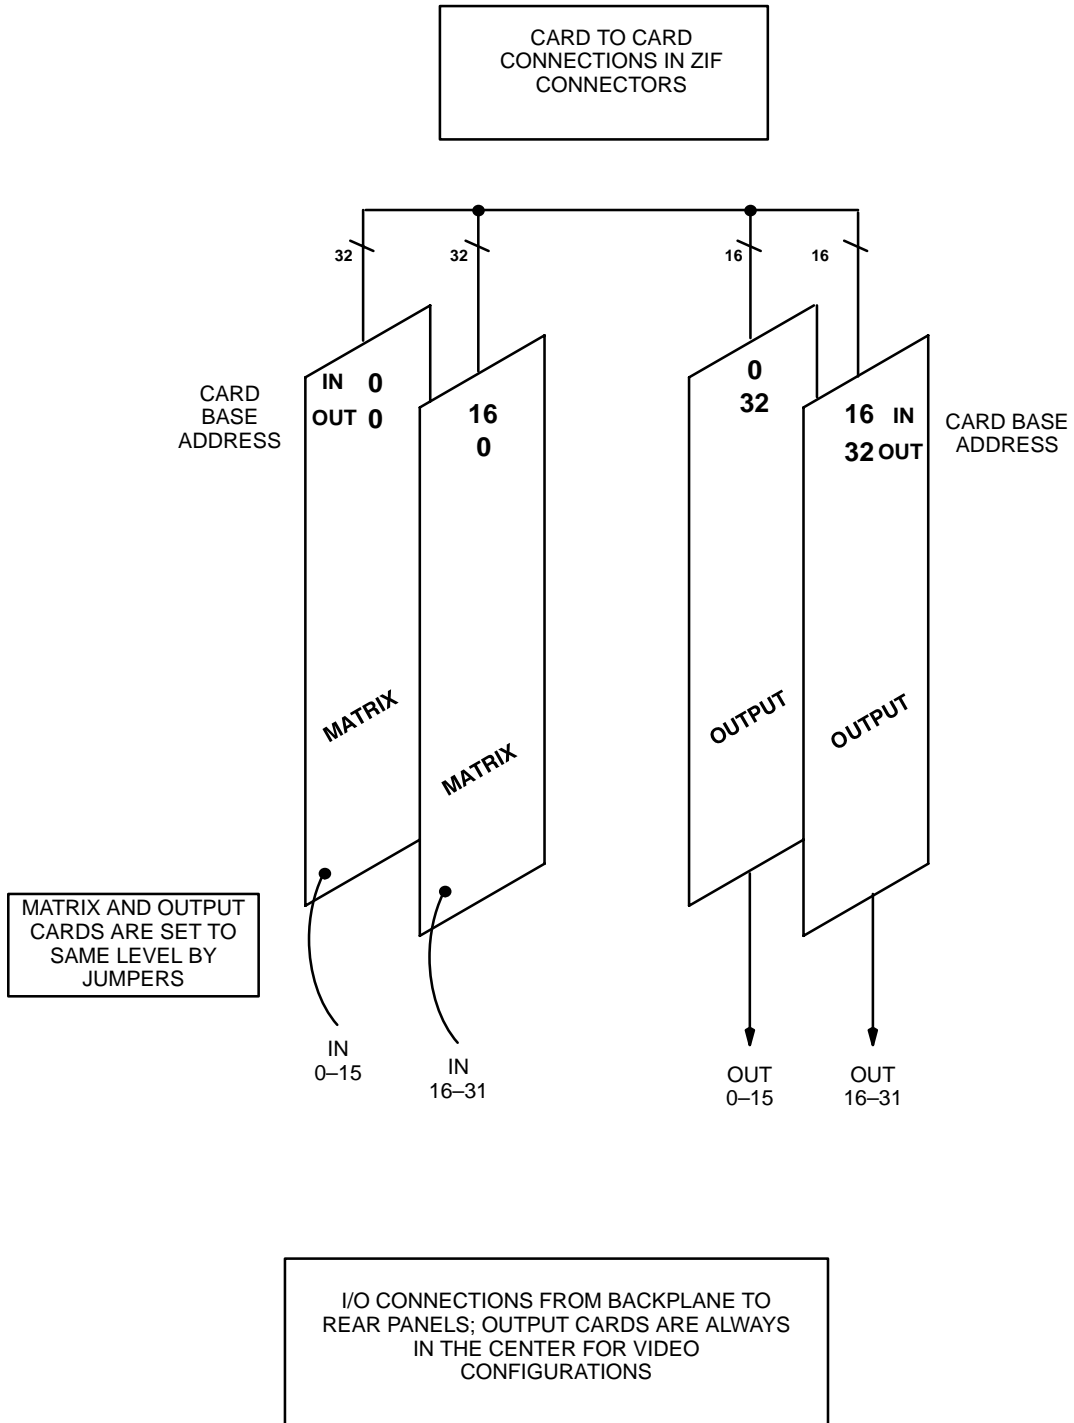 CARD TO CARD
CONNECTIONS IN ZIF
CONNECTORS
32
32
16
16
IN 0
OUT 0
16
0
0
32
16 IN
32 OUT
CARD
BASE
ADDRESS
CARD BASE
ADDRESS
MATRIX
MATRIX
OUTPUT
OUTPUT
MATRIX AND OUTPUT
CARDS ARE SET TO
SAME LEVEL BY
JUMPERS
IN
0–15
IN
16–31
OUT
0–15
OUT
16–31
I/O CONNECTIONS FROM BACKPLANE TO
REAR PANELS; OUTPUT CARDS ARE ALWAYS
IN THE CENTER FOR VIDEO
CONFIGURATIONS